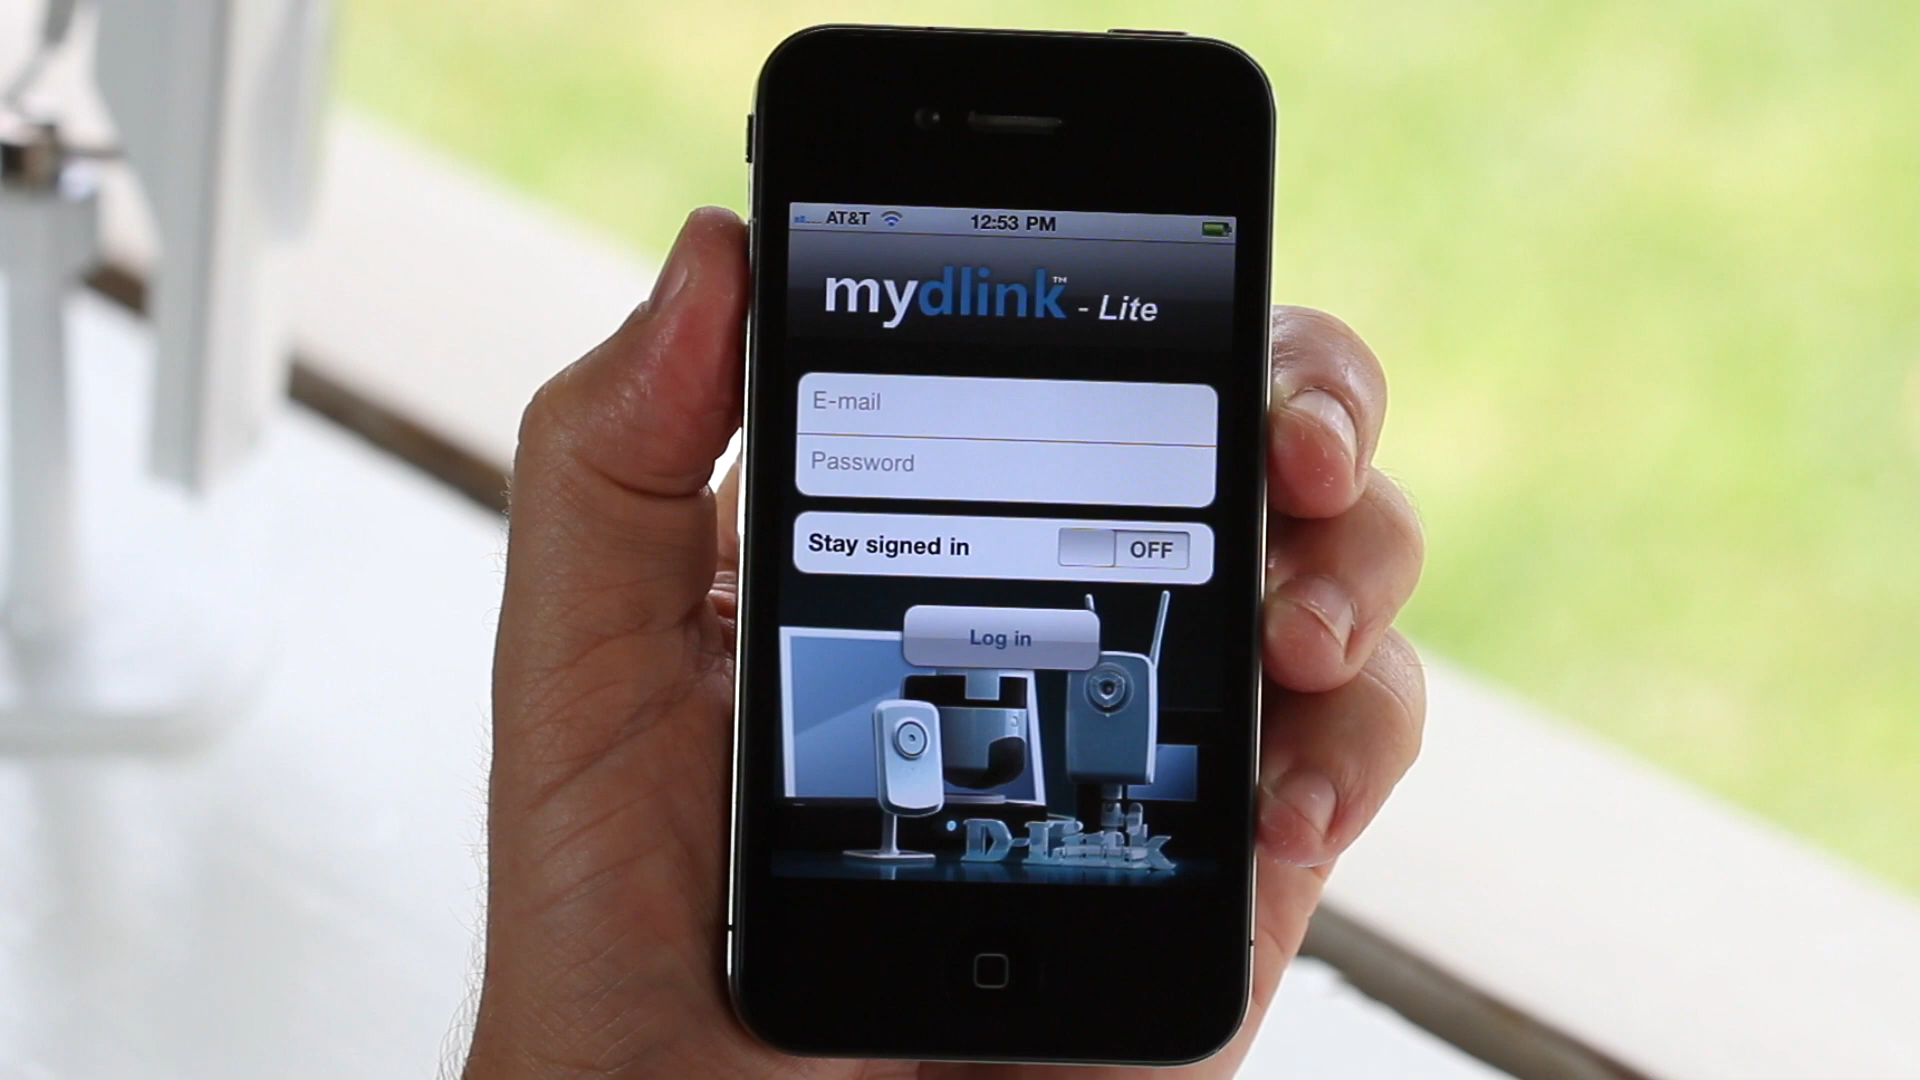 AT&T 12:53 PM
mydlink™ - Lite
E-mail
Password
Stay signed in OFF
Log in
D-Link